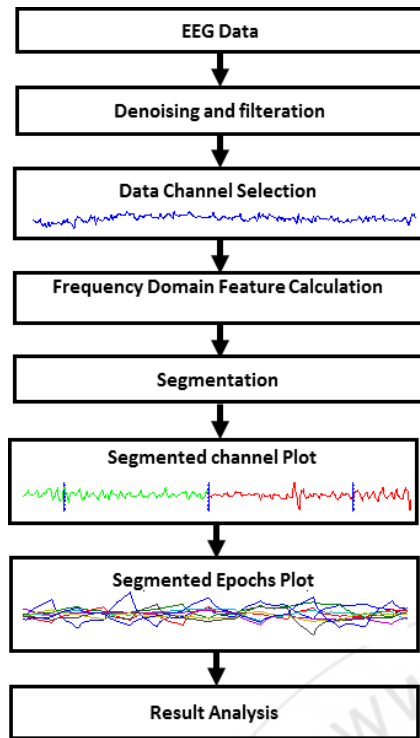 EEG Data
Denoising and filteration
Data Channel Selection
Frequency Domain Feature Calculation
Segmentation
Segmented channel Plot
Segmented Epochs Plot
Result Analysis